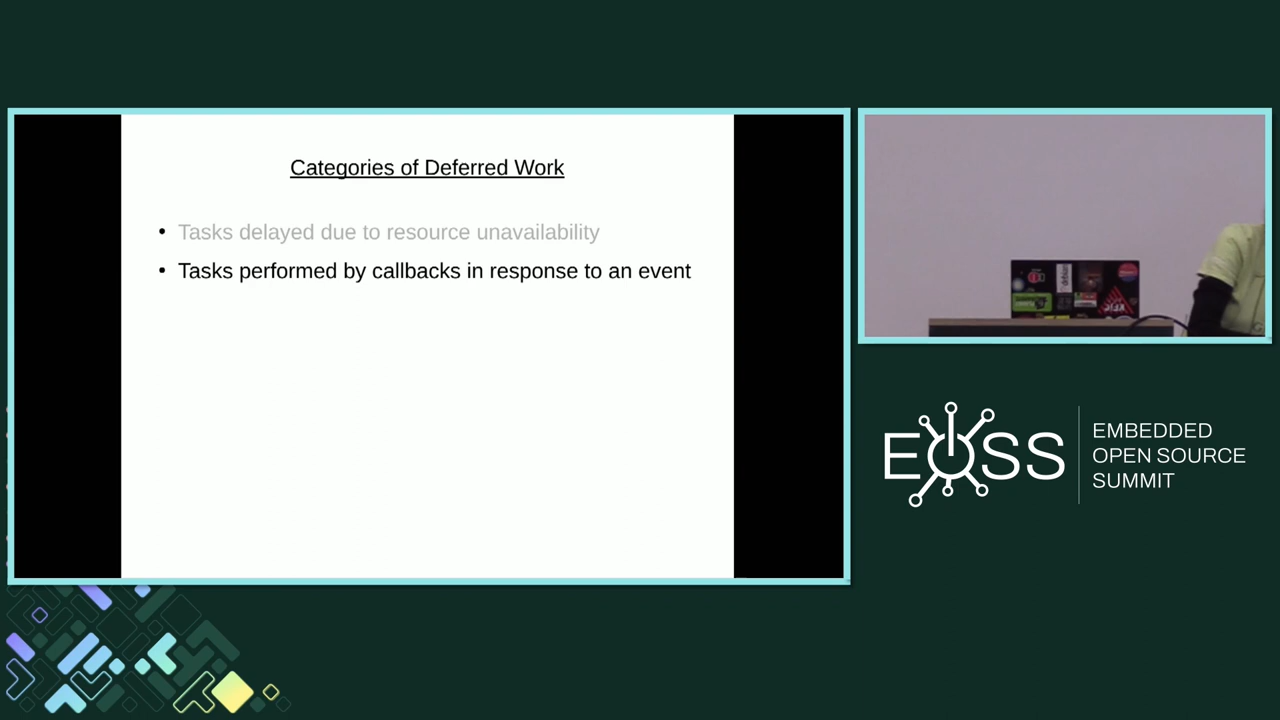 Categories of Deferred Work
• Tasks delayed due to resource unavailability
• Tasks performed by callbacks in response to an event
EOSS
EMBEDDED
OPEN SOURCE
SUMMIT